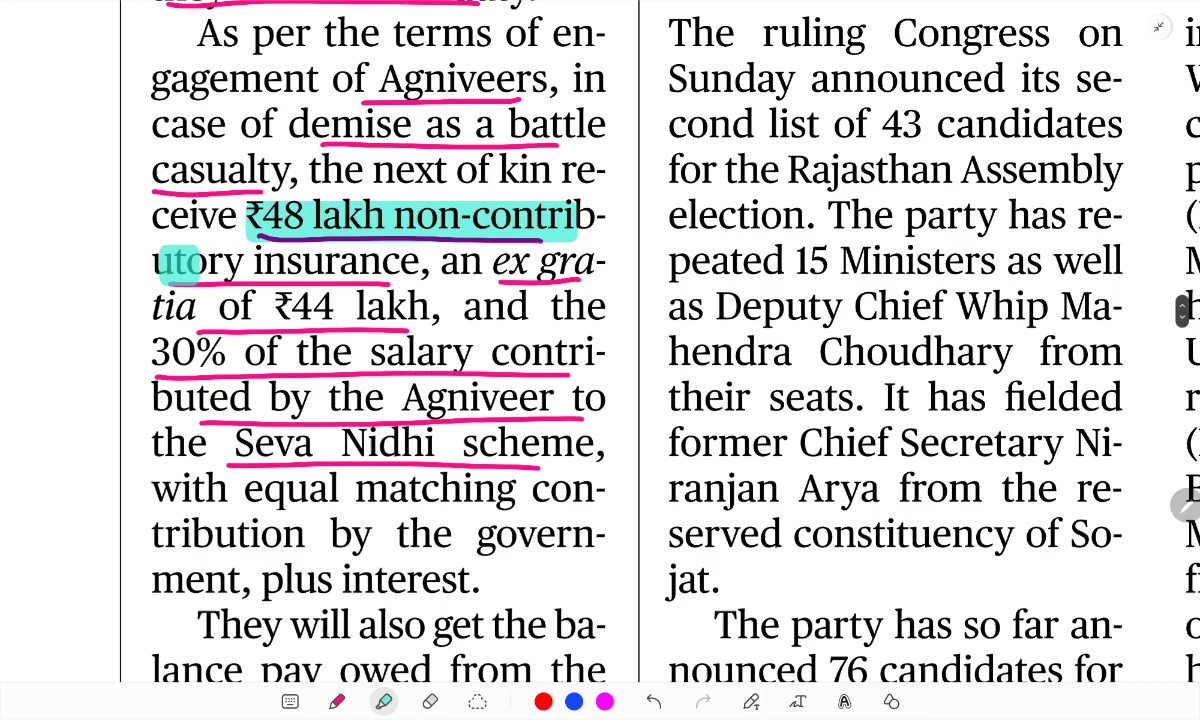 As per the terms of en-
gagement of Agniveers, in
case of demise as a battle
casualty, the next of kin re-
ceive ₹48 lakh non-contrib-
utory insurance, an ex gra-
tia of ₹44 lakh, and the
30% of the salary contri-
buted by the Agniveer to
the Seva Nidhi scheme,
with equal matching con-
tribution by the govern-
ment, plus interest.
They will also get the ba-
lance pay owed from the
The ruling Congress on
Sunday announced its se-
cond list of 43 candidates
for the Rajasthan Assembly
election. The party has re-
peated 15 Ministers as well
as Deputy Chief Whip Ma-
hendra Choudhary from
their seats. It has fielded
former Chief Secretary Ni-
ranjan Arya from the re-
served constituency of So-
jat.
The party has so far an-
nounced 76 candidates for